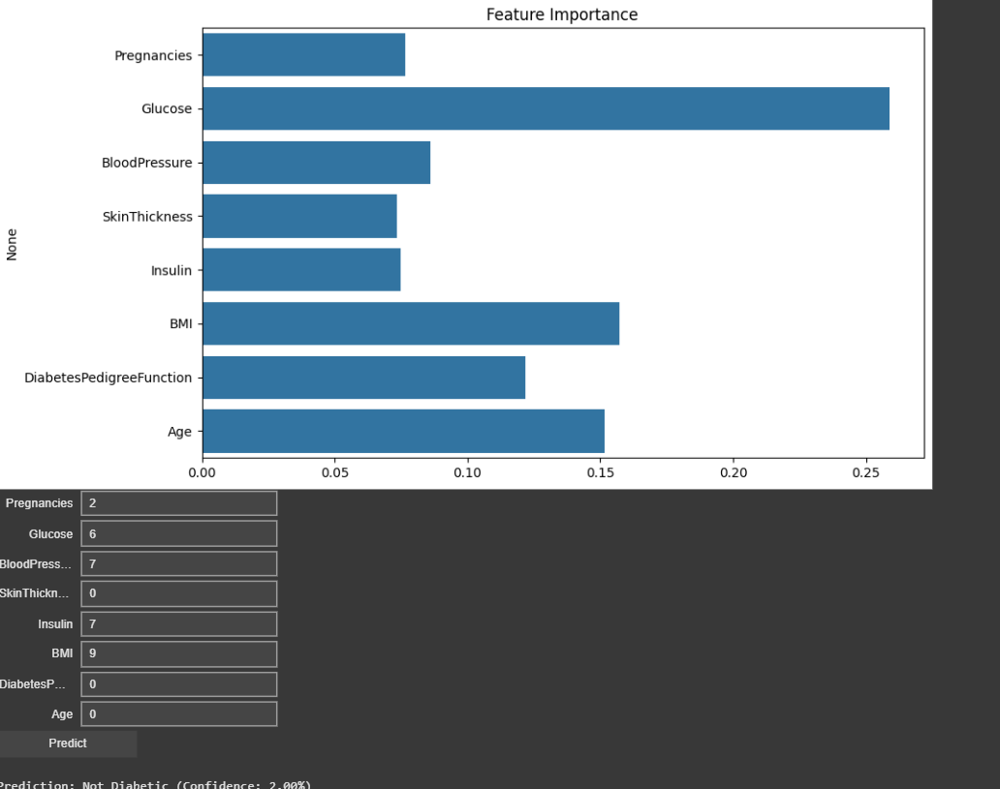 Feature Importance
Pregnancies
Glucose
BloodPressure
SkinThickness
Insulin
BMI
DiabetesPedigreeFunction
Age
None
0.00 0.05 0.10 0.15 0.20 0.25
Pregnancies 2
Glucose 6
BloodPress... 7
SkinThickn... 0
Insulin 7
BMI 9
DiabetesP... 0
Age 0
Predict
Prediction: Not Diabetic (Confidence: 2.00%)